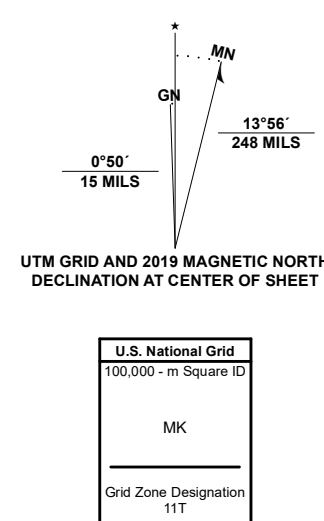 ★
MN
GN
13°56´
248 MILS
0°50´
15 MILS
UTM GRID AND 2019 MAGNETIC NORTH
DECLINATION AT CENTER OF SHEET
U.S. National Grid
100,000 - m Square ID
MK
Grid Zone Designation
11T